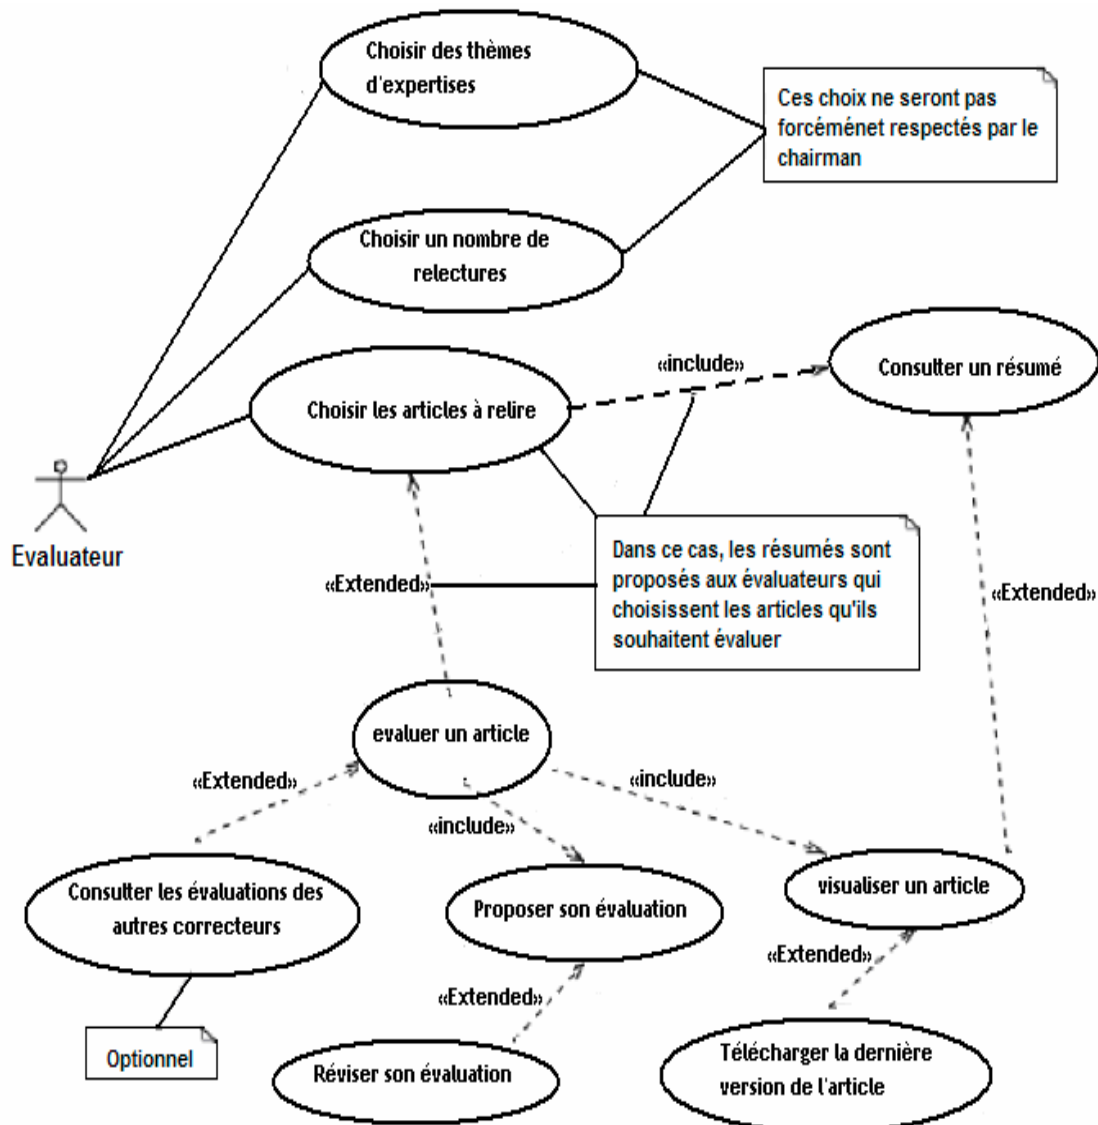 Choisir des thèmes
d'expertises
Ces choix ne seront pas
forcéménet respectés par le
chairman
Choisir un nombre de
relectures
«include»
Consulter un résumé
Choisir les articles à relire
Evaluateur
Dans ce cas, les résumés sont
proposés aux évaluateurs qui
choisissent les articles qu'ils
souhaitent évaluer
«Extended»
«Extended»
evaluer un article
«Extended»
«include»
«include»
Consulter les évaluations des
autres correcteurs
Proposer son évaluation
visualiser un article
«Extended»
«Extended»
Optionnel
Réviser son évaluation
Télécharger la dernière
version de l'article